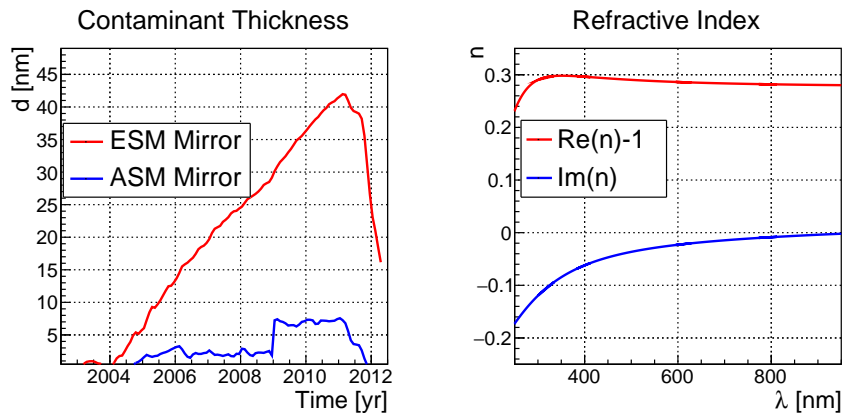 Contaminant Thickness
d [nm]
45
40
35
30
25
20
15
10
5
ESM Mirror
ASM Mirror
2004 2006 2008 2010 2012
Time [yr]
Refractive Index
n
0.3
0.2
0.1
0
−0.1
−0.2
Re(n)-1
Im(n)
400 600 800
λ [nm]